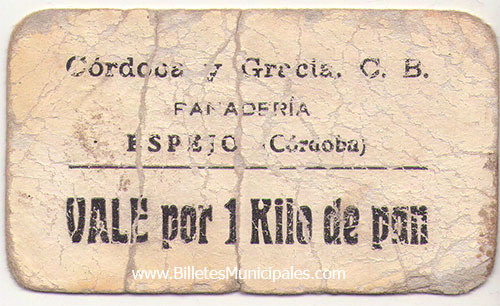 Córdoba y Gracia, C. B.
PANADERÍA
ESPEJO (Córdoba)
VALE por 1 Kilo de pan
www.BilletesMunicipales.com